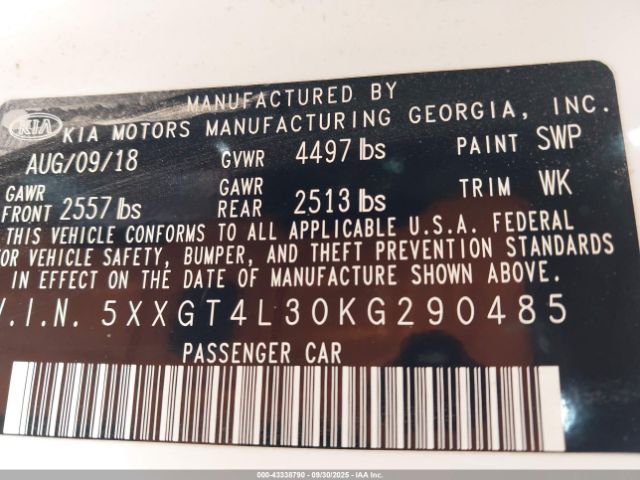 MANUFACTURED BY
KIA KIA MOTORS MANUFACTURING GEORGIA, INC.
AUG/09/18 GVWR 4497 lbs PAINT SWP
GAWR FRONT 2557 lbs GAWR REAR 2513 lbs TRIM WK
THIS VEHICLE CONFORMS TO ALL APPLICABLE U.S.A. FEDERAL
FOR VEHICLE SAFETY, BUMPER, AND THEFT PREVENTION STANDARDS
IN EFFECT ON THE DATE OF MANUFACTURE SHOWN ABOVE.
V.I.N. 5XXGT4L30KG290485
PASSENGER CAR
000-43338790 - 09/30/2025 - IAA Inc.